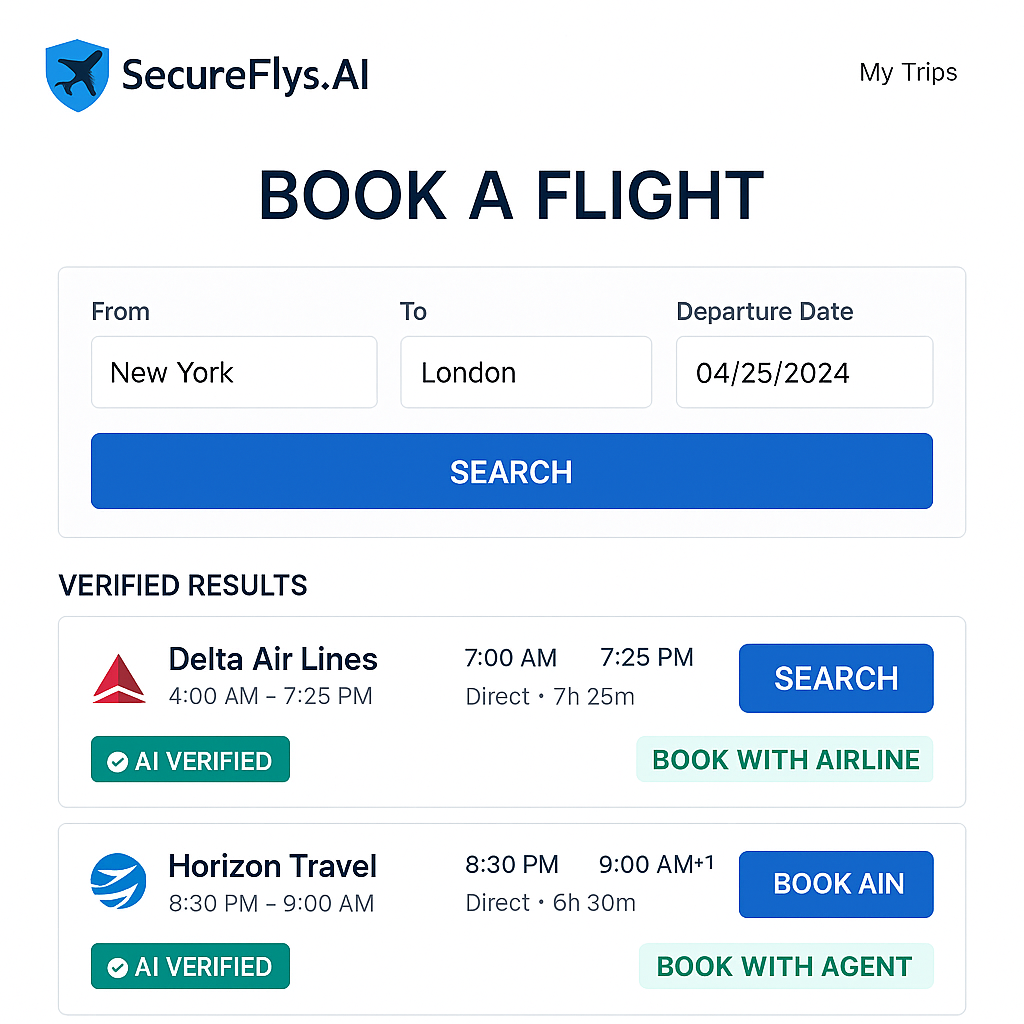 SecureFlys.AI
My Trips
BOOK A FLIGHT
From To Departure Date
New York London 04/25/2024
SEARCH
VERIFIED RESULTS
Delta Air Lines 7:00 AM 7:25 PM SEARCH
4:00 AM – 7:25 PM Direct • 7h 25m
AI VERIFIED BOOK WITH AIRLINE
Horizon Travel 8:30 PM 9:00 AM+1 BOOK AIN
8:30 PM – 9:00 AM Direct • 6h 30m
AI VERIFIED BOOK WITH AGENT